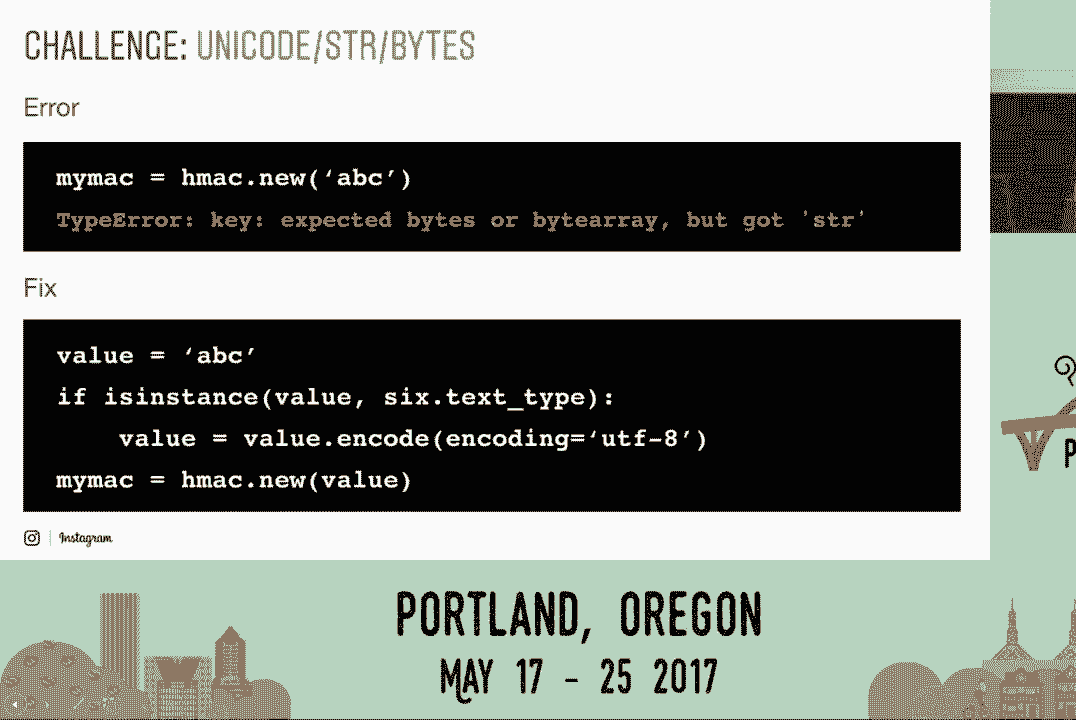 CHALLENGE: UNICODE/STR/BYTES
Error
mymac = hmac.new(‘abc’)
TypeError: key: expected bytes or bytearray, but got 'str'
Fix
value = ‘abc’
if isinstance(value, six.text_type):
    value = value.encode(encoding=‘utf-8’)
mymac = hmac.new(value)
Instagram
PORTLAND, OREGON
MAY 17 - 25 2017